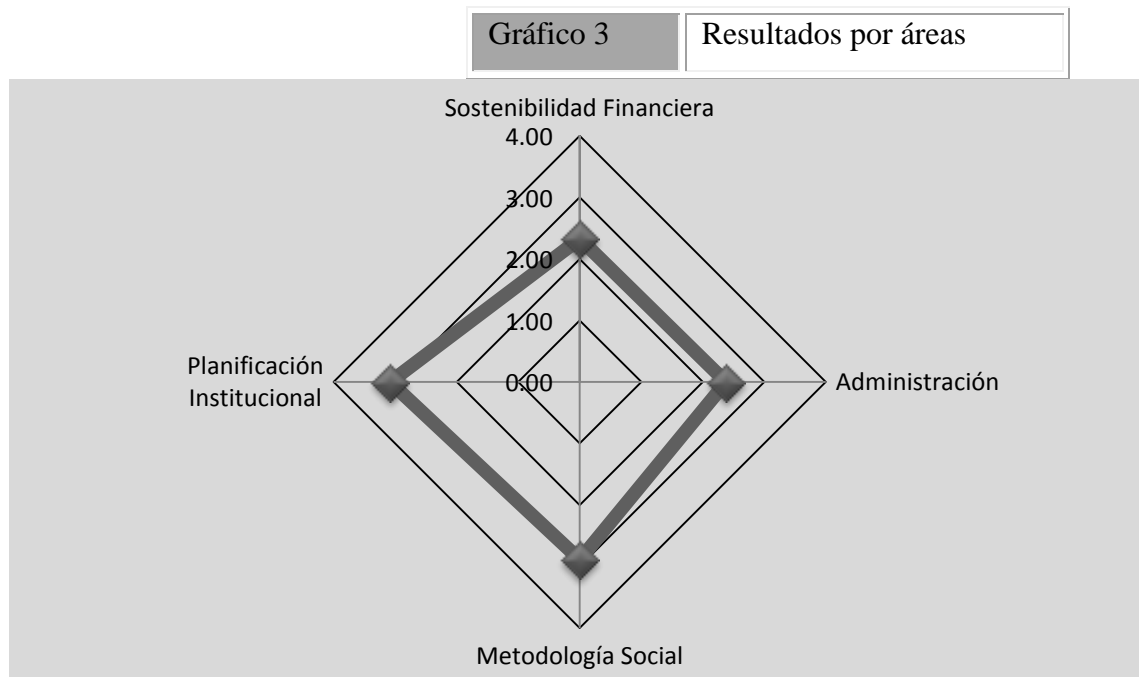 Gráfico 3 Resultados por áreas
Sostenibilidad Financiera
4.00
3.00
2.00
1.00
0.00
Planificación
Institucional
Administración
Metodología Social